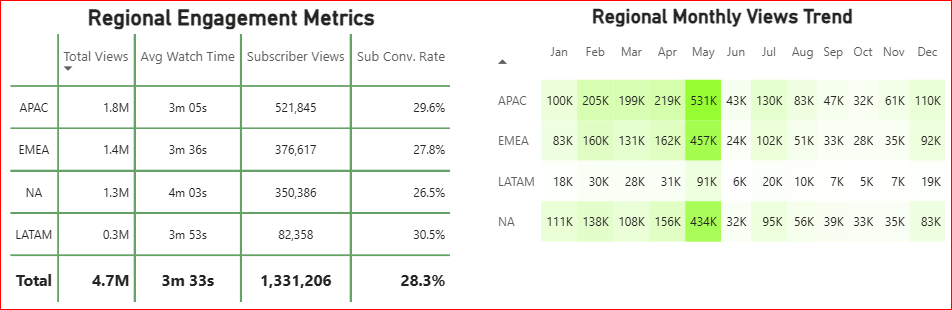 Regional Engagement Metrics
Total Views Avg Watch Time Subscriber Views Sub Conv. Rate
APAC 1.8M 3m 05s 521,845 29.6%
EMEA 1.4M 3m 36s 376,617 27.8%
NA 1.3M 4m 03s 350,386 26.5%
LATAM 0.3M 3m 53s 82,358 30.5%
Total 4.7M 3m 33s 1,331,206 28.3%
Regional Monthly Views Trend
Jan Feb Mar Apr May Jun Jul Aug Sep Oct Nov Dec
APAC 100K 205K 199K 219K 531K 43K 130K 83K 47K 32K 61K 110K
EMEA 83K 160K 131K 162K 457K 24K 102K 51K 33K 28K 35K 92K
LATAM 18K 30K 28K 31K 91K 6K 20K 10K 7K 5K 7K 19K
NA 111K 138K 108K 156K 434K 32K 95K 56K 39K 33K 35K 83K